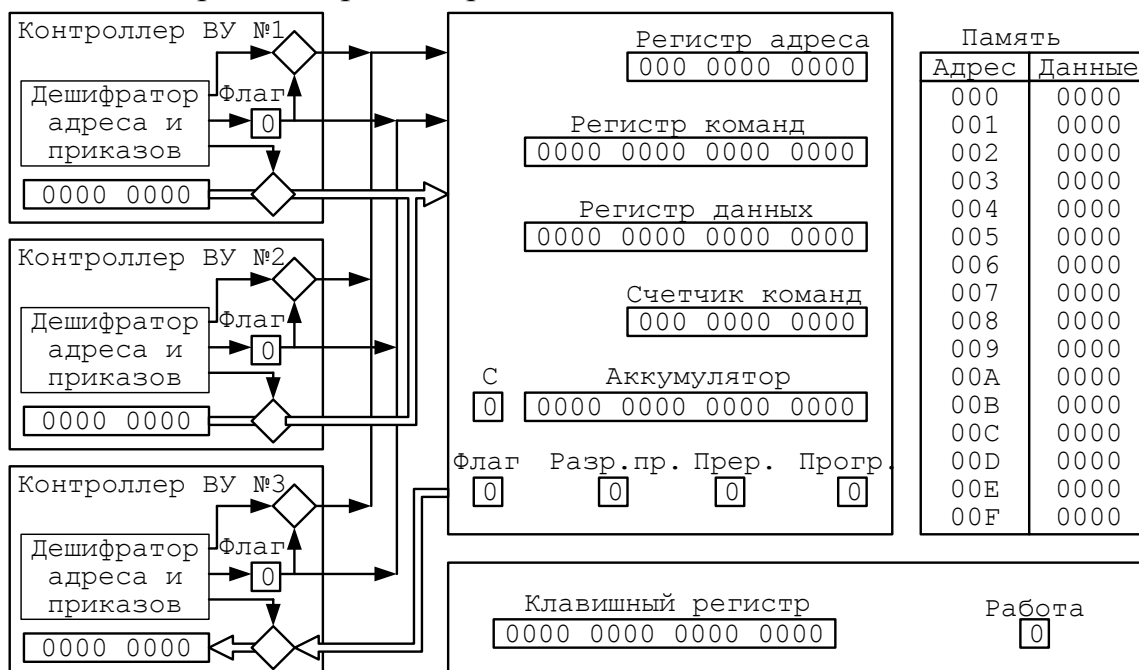 Контроллер ВУ №1
Дешифратор
адреса и
приказов
Флаг
0
0000 0000
Контроллер ВУ №2
Дешифратор
адреса и
приказов
Флаг
0
0000 0000
Контроллер ВУ №3
Дешифратор
адреса и
приказов
Флаг
0
0000 0000
Регистр адреса
000 0000 0000
Регистр команд
0000 0000 0000 0000
Регистр данных
0000 0000 0000 0000
Счетчик команд
000 0000 0000
С Аккумулятор
0 0000 0000 0000 0000
Флаг Разр.пр. Прер. Прогр.
0 0 0 0
Клавишный регистр
0000 0000 0000 0000
Работа
0
Память
Адрес Данные
000 0000
001 0000
002 0000
003 0000
004 0000
005 0000
006 0000
007 0000
008 0000
009 0000
00A 0000
00B 0000
00C 0000
00D 0000
00E 0000
00F 0000